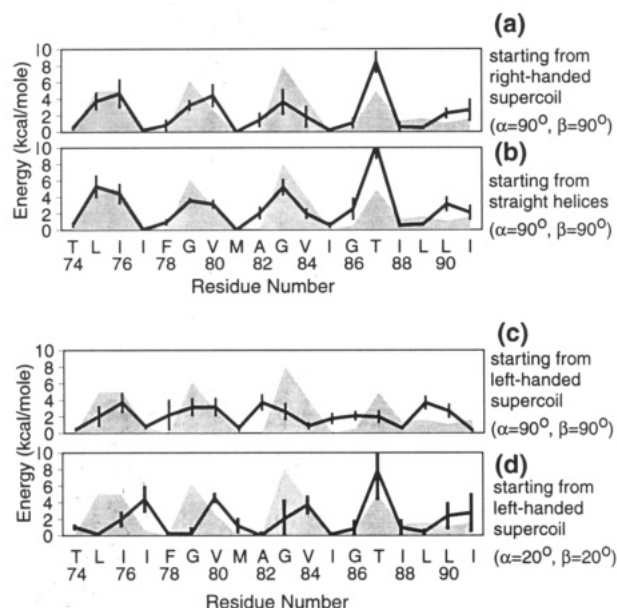 (a)
10
8
6
4
2
0
starting from
right-handed
supercoil
(α=90°, β=90°)
Energy (kcal/mole)
(b)
10
8
6
4
2
0
starting from
straight helices
(α=90°, β=90°)
T L I I F G V M A G V I G T I L L I
74 76 78 80 82 84 86 88 90
Residue Number
(c)
10
8
6
4
2
0
starting from
left-handed
supercoil
(α=90°, β=90°)
Energy (kcal/mole)
(d)
10
8
6
4
2
0
starting from
left-handed
supercoil
(α=20°, β=20°)
T L I I F G V M A G V I G T I L L I
74 76 78 80 82 84 86 88 90
Residue Number